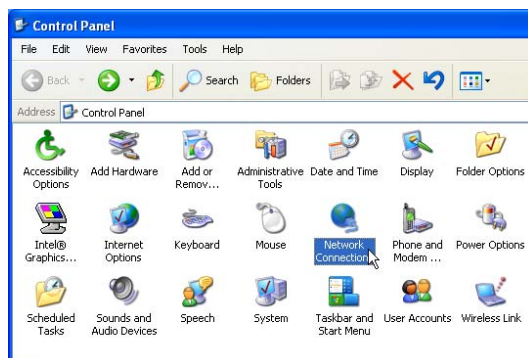 Control Panel
File Edit View Favorites Tools Help
Back Search Folders
Address Control Panel
Accessibility Options
Add Hardware
Add or Remov...
Administrative Tools
Date and Time
Display
Folder Options
Intel® Graphics...
Internet Options
Keyboard
Mouse
Network Connection
Phone and Modem ...
Power Options
Scheduled Tasks
Sounds and Audio Devices
Speech
System
Taskbar and Start Menu
User Accounts
Wireless Link